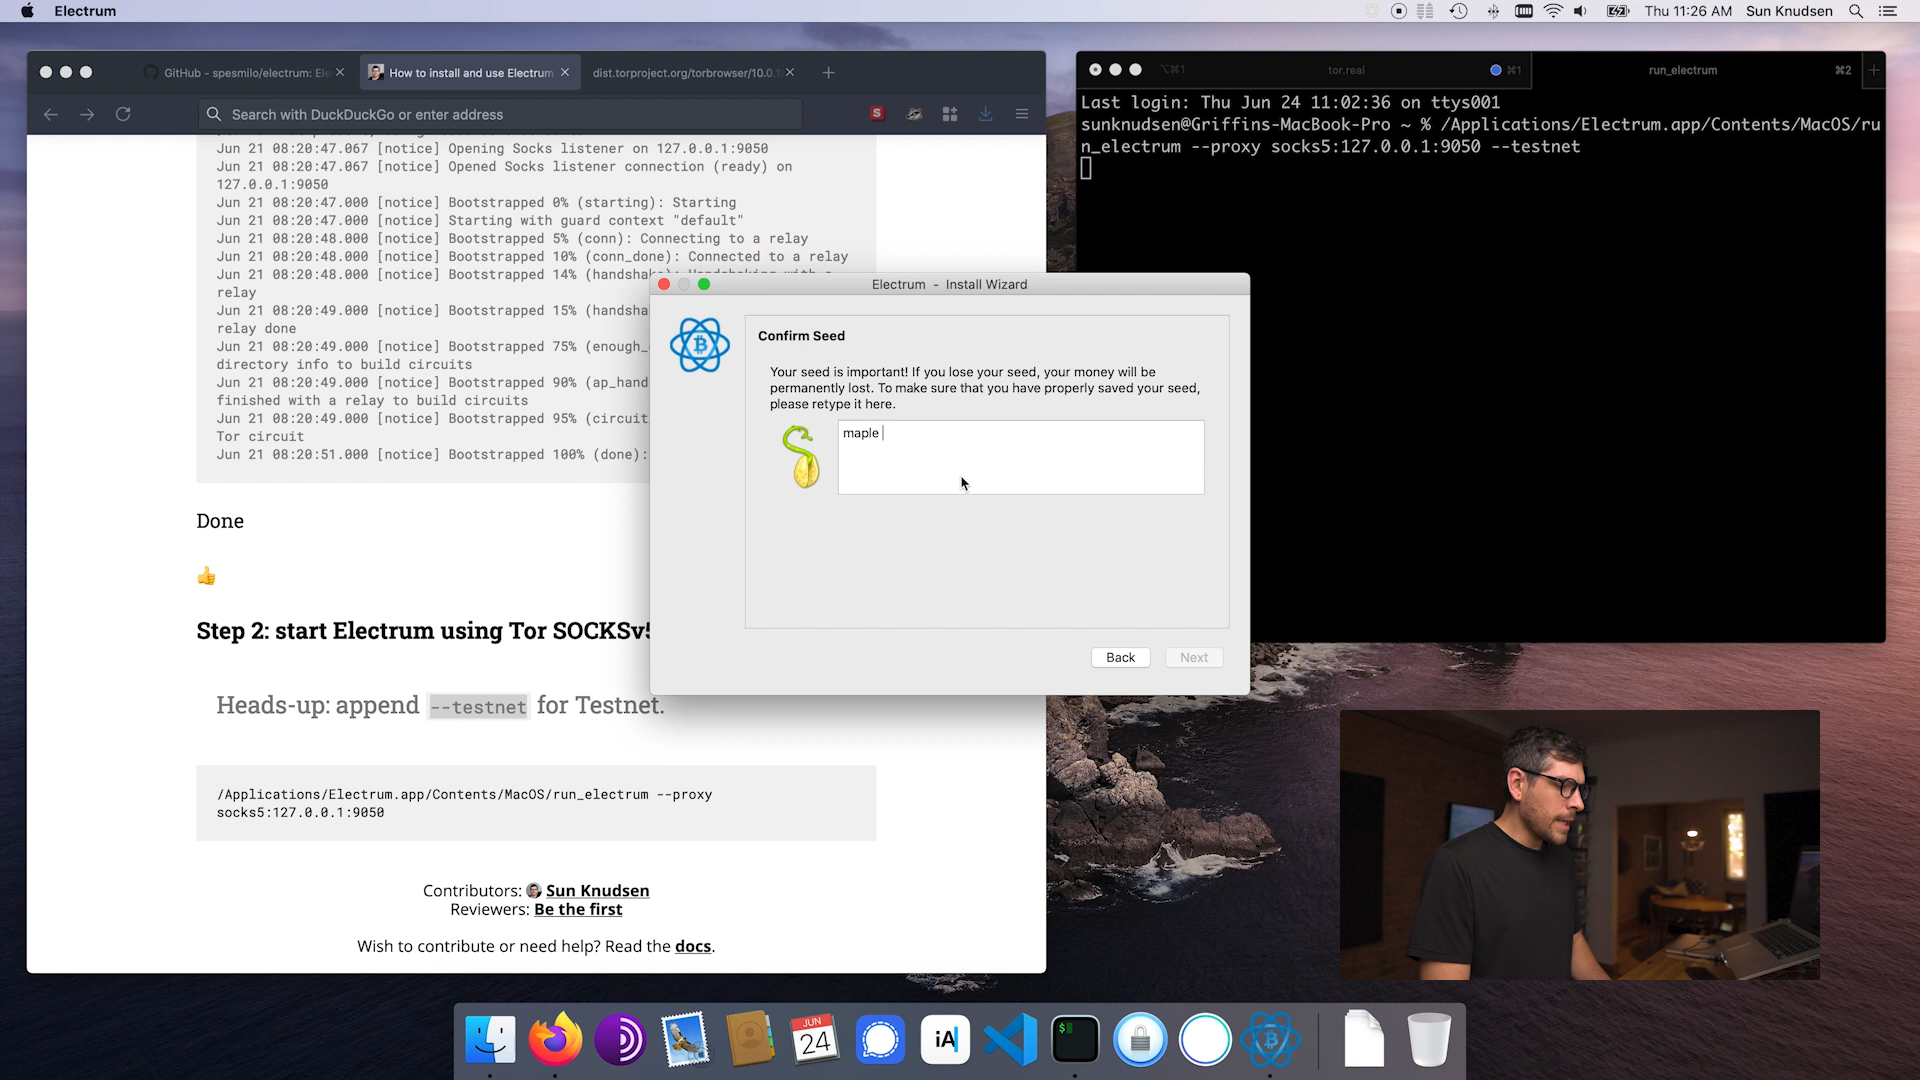 Electrum
Thu 11:26 AM
Sun Knudsen
GitHub - spesmilo/electrum: Ele
How to install and use Electrum
dist.torproject.org/torbrowser/10.0.1
Search with DuckDuckGo or enter address
Jun 21 08:20:47.067 [notice] Opening Socks listener on 127.0.0.1:9050
Jun 21 08:20:47.067 [notice] Opened Socks listener connection (ready) on
127.0.0.1:9050
Jun 21 08:20:47.000 [notice] Bootstrapped 0% (starting): Starting
Jun 21 08:20:47.000 [notice] Starting with guard context "default"
Jun 21 08:20:48.000 [notice] Bootstrapped 5% (conn): Connecting to a relay
Jun 21 08:20:48.000 [notice] Bootstrapped 10% (conn_done): Connected to a relay
Jun 21 08:20:48.000 [notice] Bootstrapped 14% (handshake): Handshaking with a
relay
Jun 21 08:20:49.000 [notice] Bootstrapped 15% (handsha
relay done
Jun 21 08:20:49.000 [notice] Bootstrapped 75% (enough_
directory info to build circuits
Jun 21 08:20:49.000 [notice] Bootstrapped 90% (ap_hand
finished with a relay to build circuits
Jun 21 08:20:49.000 [notice] Bootstrapped 95% (circuit
Tor circuit
Jun 21 08:20:51.000 [notice] Bootstrapped 100% (done):
Done
👍
Step 2: start Electrum using Tor SOCKSv5
Heads-up: append --testnet for Testnet.
/Applications/Electrum.app/Contents/MacOS/run_electrum --proxy
socks5:127.0.0.1:9050
Contributors: Sun Knudsen
Reviewers: Be the first
Wish to contribute or need help? Read the docs.
⌥⌘1
tor.real
⌘1
run_electrum
⌘2
Last login: Thu Jun 24 11:02:36 on ttys001
sunknudsen@Griffins-MacBook-Pro ~ % /Applications/Electrum.app/Contents/MacOS/ru
n_electrum --proxy socks5:127.0.0.1:9050 --testnet
Electrum - Install Wizard
Confirm Seed
Your seed is important! If you lose your seed, your money will be
permanently lost. To make sure that you have properly saved your seed,
please retype it here.
maple
Back
Next
JUN
24
iA
$